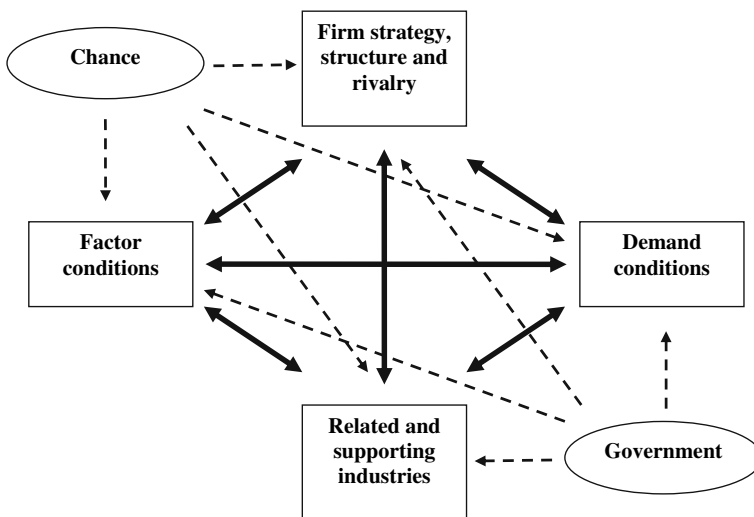 Chance
Firm strategy,
structure and
rivalry
Factor
conditions
Demand
conditions
Related and
supporting
industries
Government